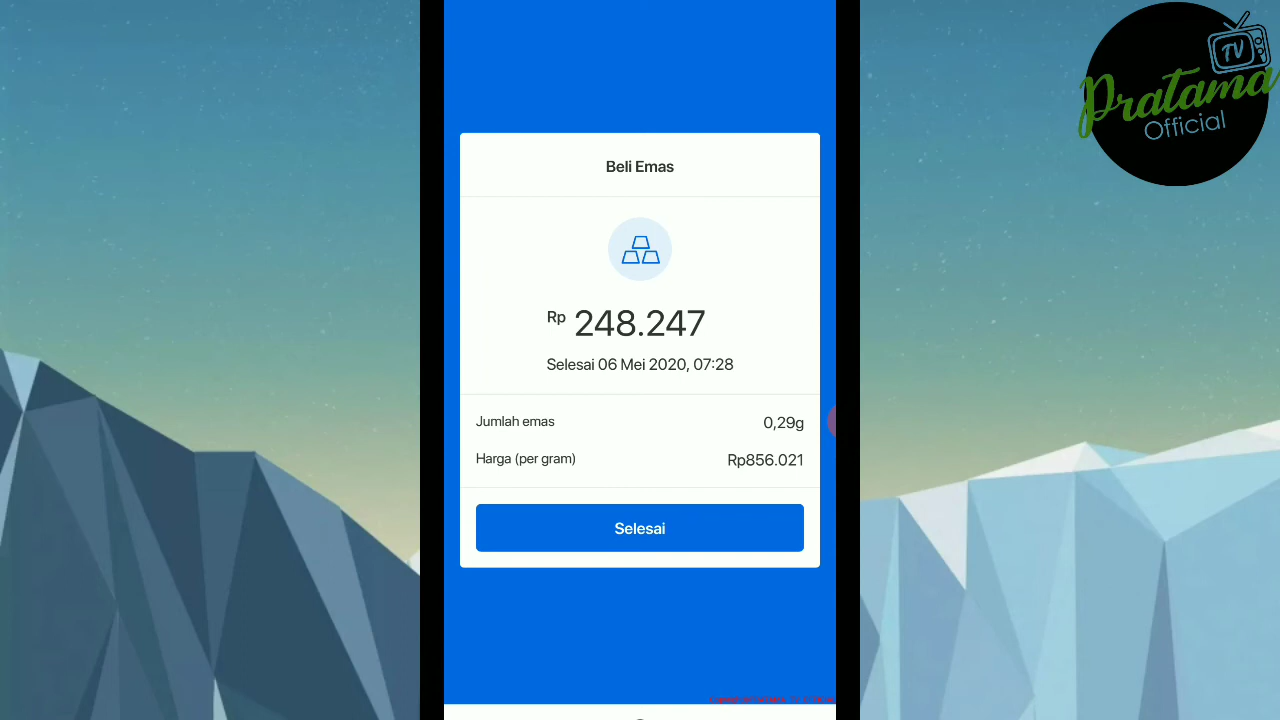 TV
Pratama
Official
Beli Emas
Rp 248.247
Selesai 06 Mei 2020, 07:28
Jumlah emas 0,29g
Harga (per gram) Rp856.021
Selesai